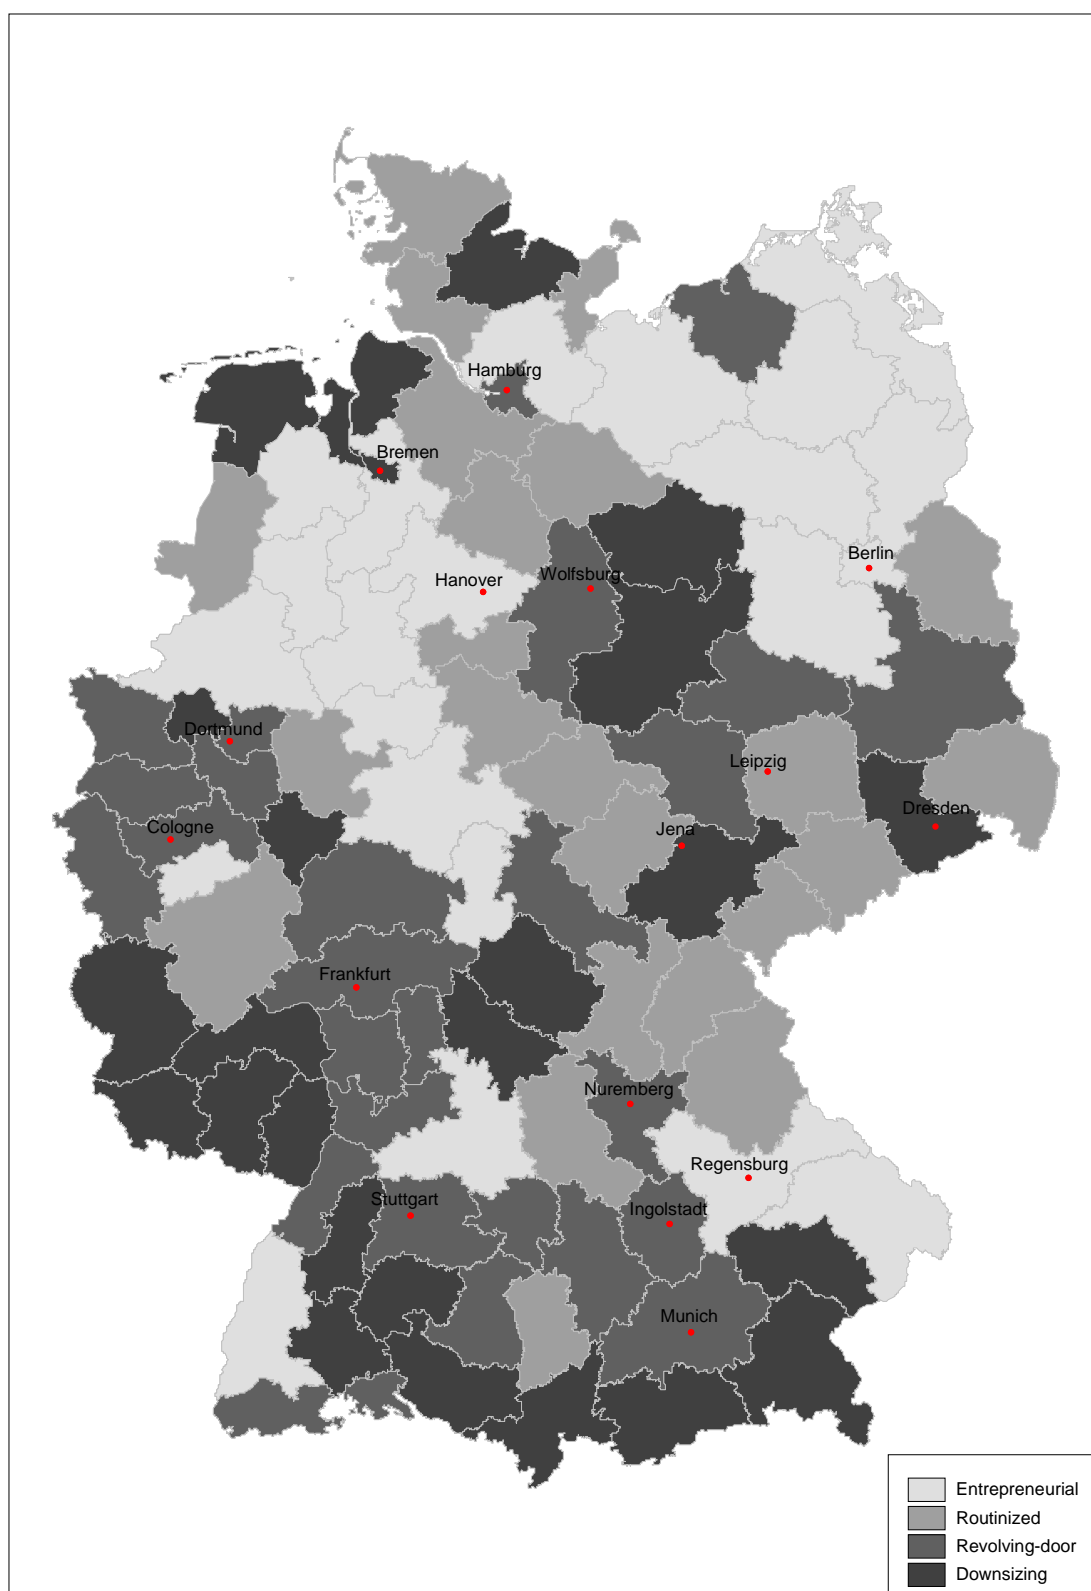 Hamburg
Bremen
Berlin
Hanover
Wolfsburg
Dortmund
Leipzig
Dresden
Cologne
Jena
Frankfurt
Nuremberg
Regensburg
Stuttgart
Ingolstadt
Munich
Entrepreneurial
Routinized
Revolving-door
Downsizing